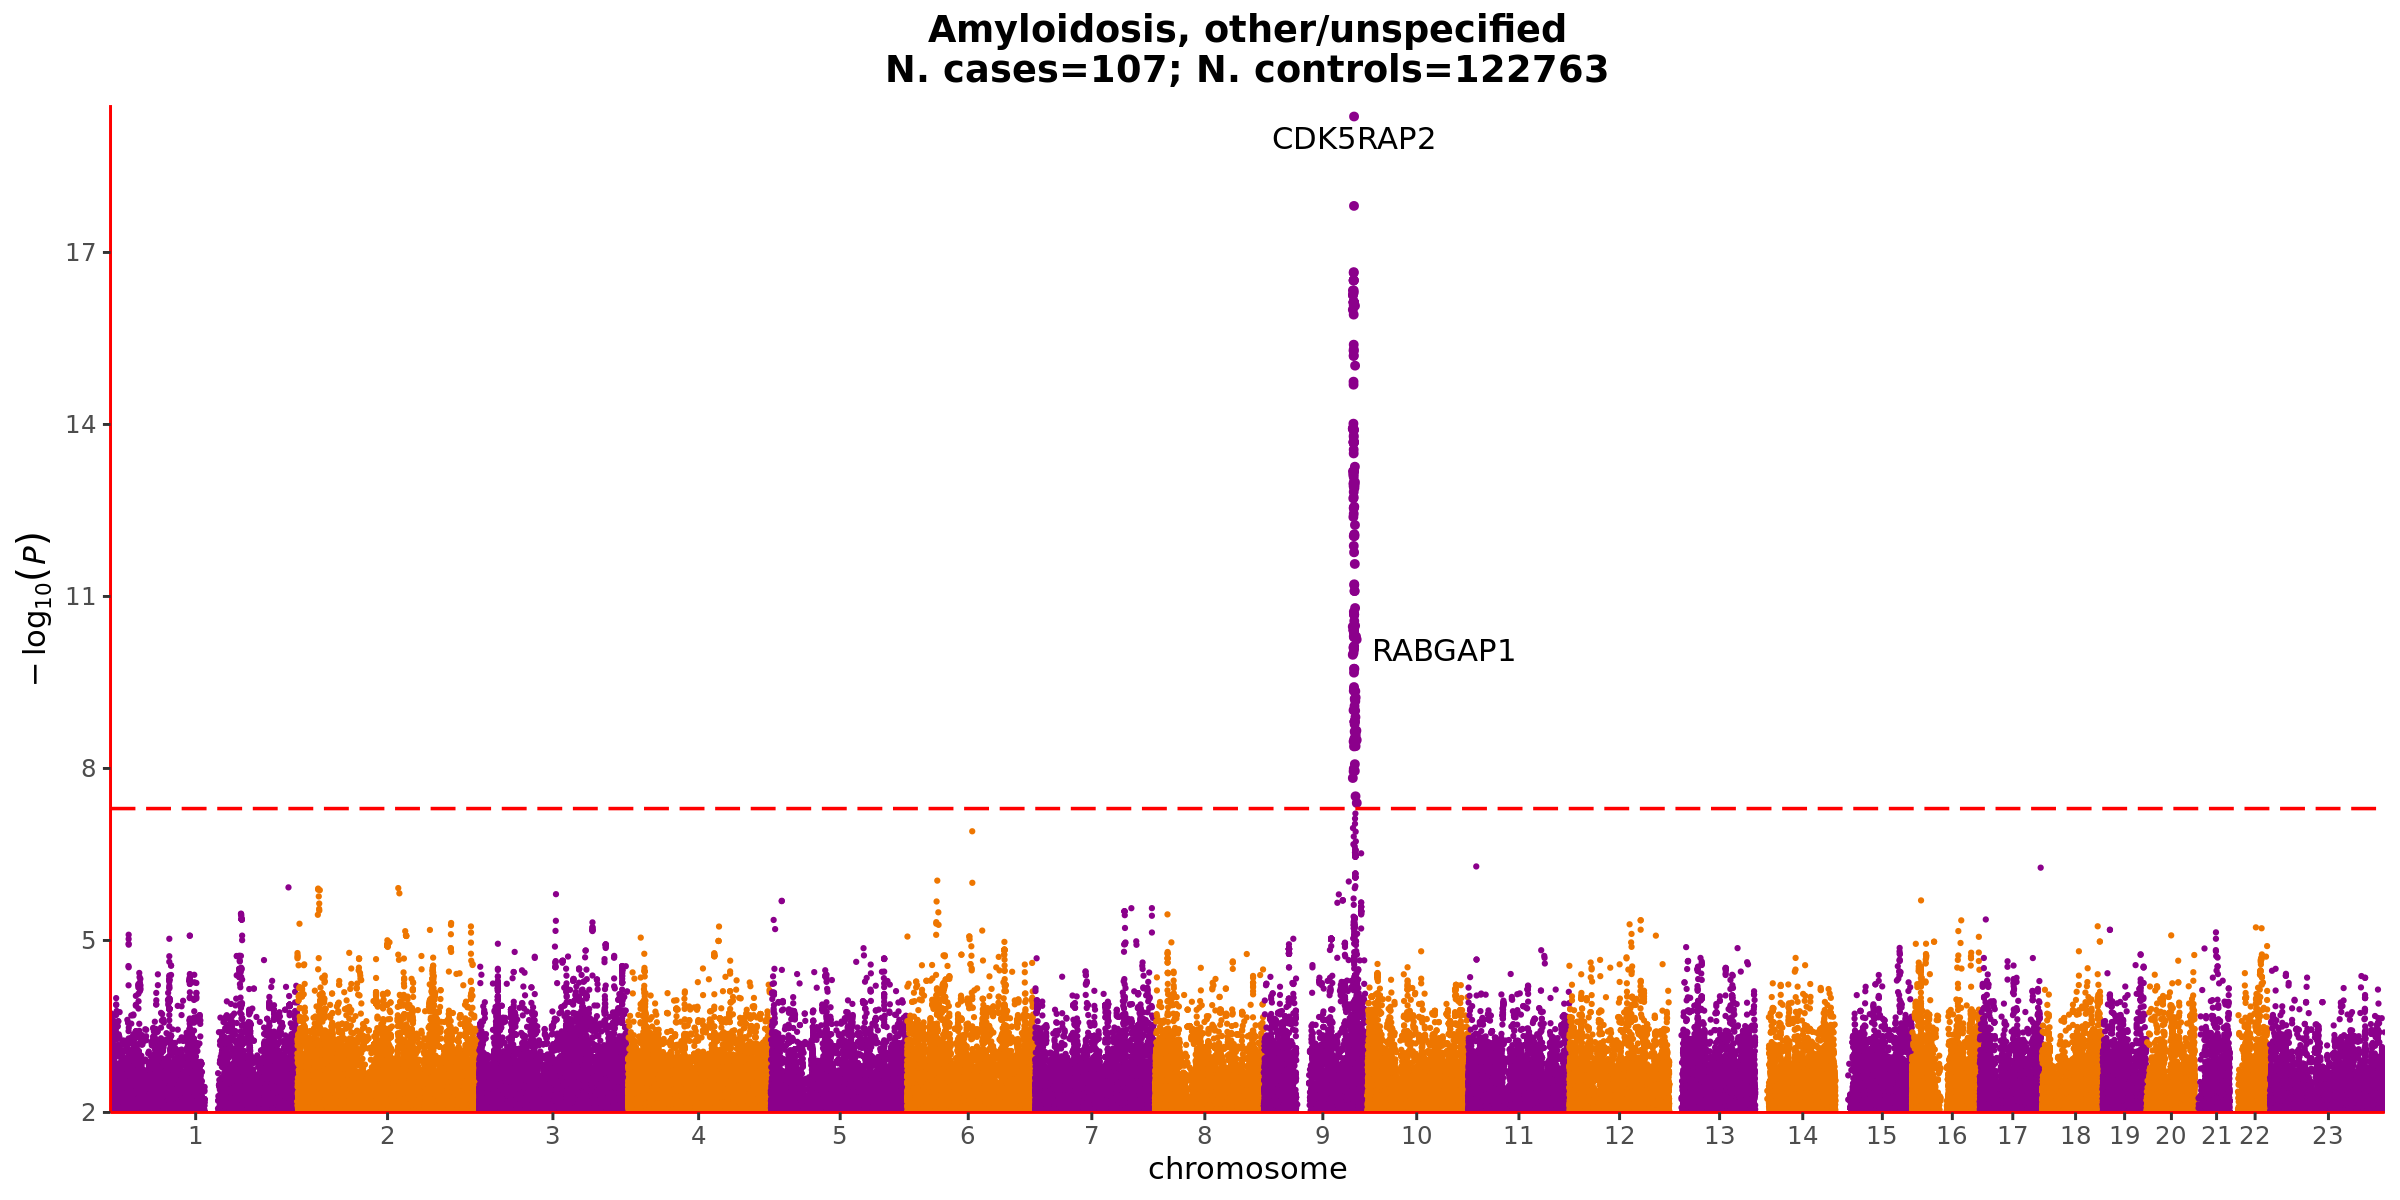 Amyloidosis, other/unspecified
N. cases=107; N. controls=122763
CDK5RAP2
RABGAP1
17
14
11
8
5
2
−log10(P)
1 2 3 4 5 6 7 8 9 10 11 12 13 14 15 16 17 18 19 20 21 22 23
chromosome